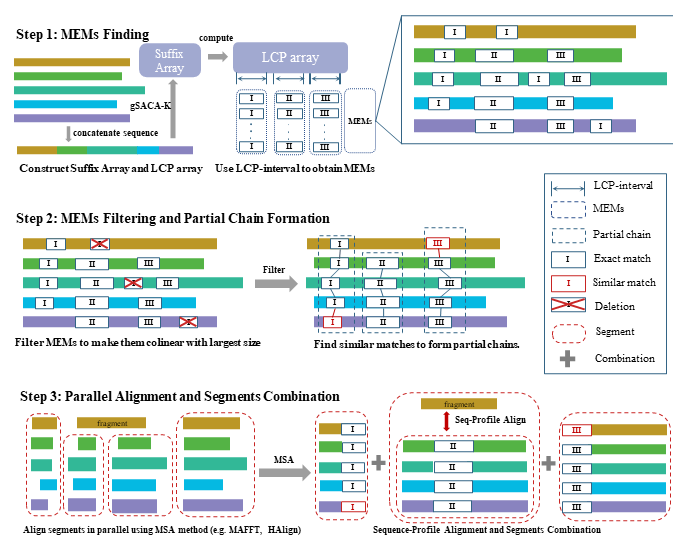 Step 1: MEMs Finding
Suffix
Array
compute
LCP array
gSACA-K
concatenate sequence
Construct Suffix Array and LCP array
I II III
I II III
I II III
MEMs
Use LCP-interval to obtain MEMs
I I
I II III
I II I III
I II III
II III I
LCP-interval
MEMs
Partial chain
I Exact match
I Similar match
I Deletion
Segment
Combination
Step 2: MEMs Filtering and Partial Chain Formation
I I
I II III
I II I III
I II III
II III I
Filter MEMs to make them colinear with largest size
Filter
I III
I II III
I II III
I II III
I II III
Find similar matches to form partial chains.
Step 3: Parallel Alignment and Segments Combination
fragment
Align segments in parallel using MSA method (e.g. MAFFT, HAlign)
MSA
I
I
I
I
I
fragment
Seq-Profile Align
II
II
II
II
III
III
III
III
III
Sequence-Profile Alignment and Segments Combination